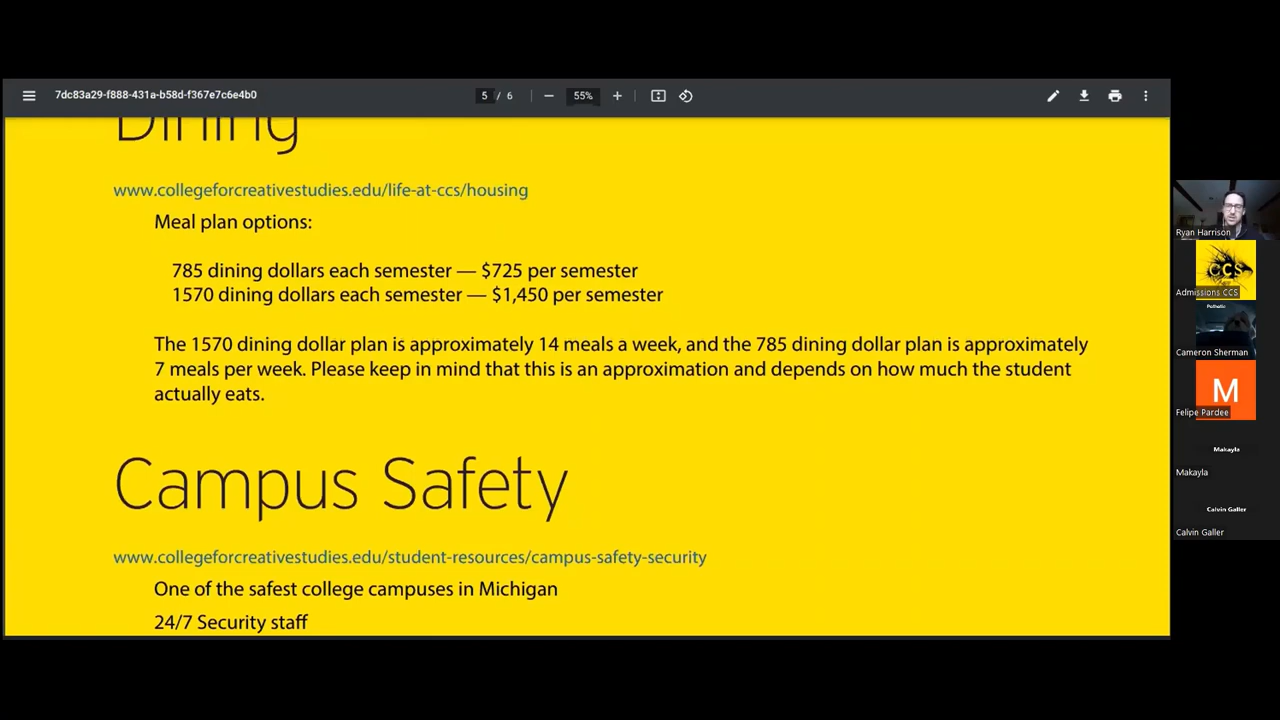 7dc83a29-f888-431a-b58d-f367e7c6e4b0
5 / 6
55%
Dining
www.collegeforcreativestudies.edu/life-at-ccs/housing
Meal plan options:
785 dining dollars each semester — $725 per semester
1570 dining dollars each semester — $1,450 per semester
The 1570 dining dollar plan is approximately 14 meals a week, and the 785 dining dollar plan is approximately
7 meals per week. Please keep in mind that this is an approximation and depends on how much the student
actually eats.
Campus Safety
www.collegeforcreativestudies.edu/student-resources/campus-safety-security
One of the safest college campuses in Michigan
24/7 Security staff
Ryan Harrison
CCS
Admissions CCS
Cameron Sherman
M
Felipe Pardee
Makayla
Makayla
Calvin Galler
Calvin Galler